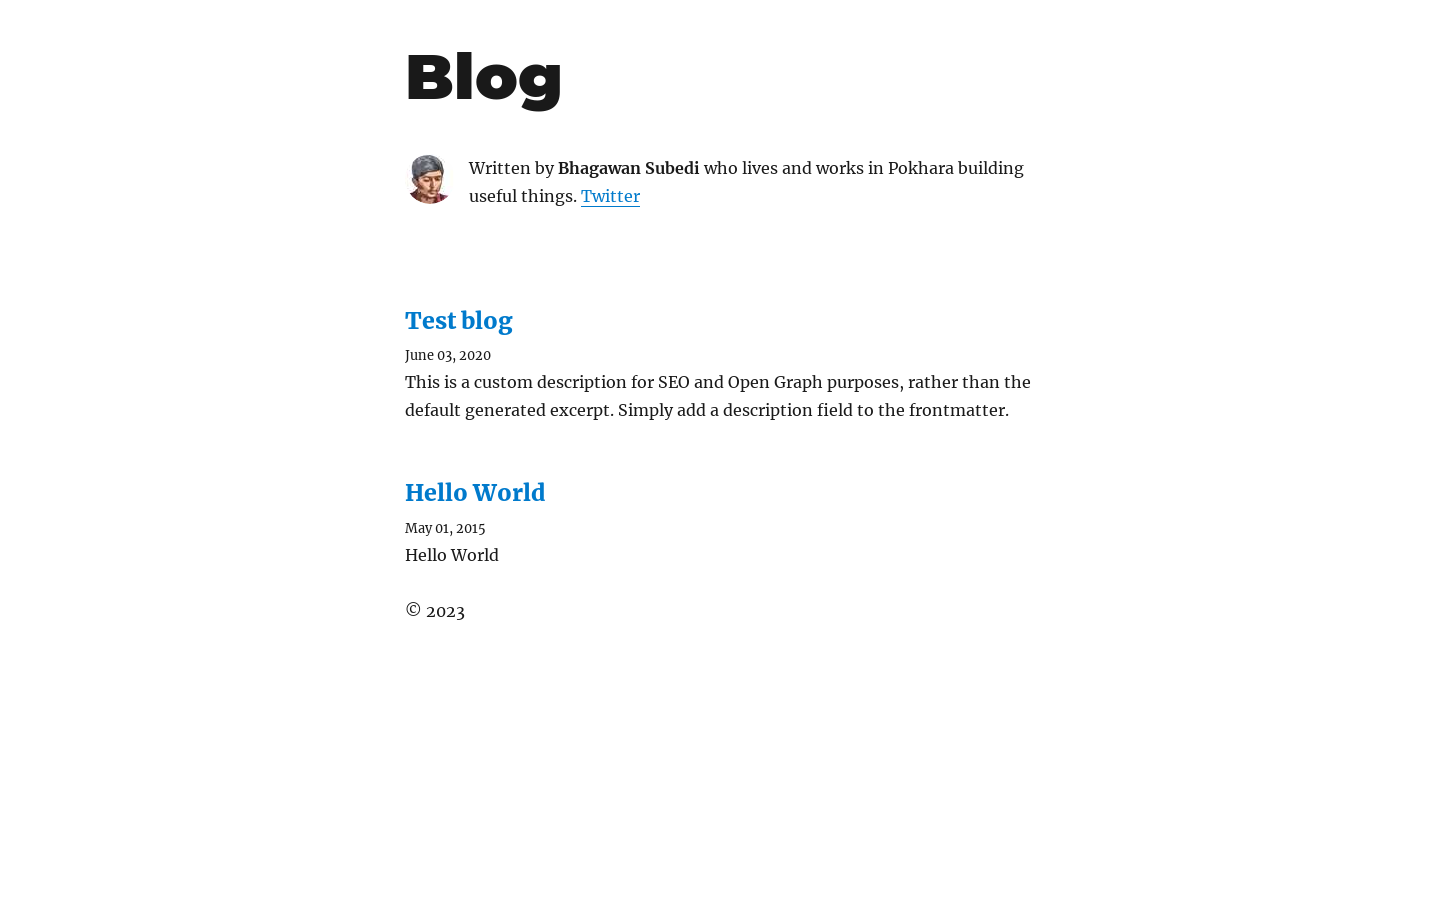 Blog
Written by Bhagawan Subedi who lives and works in Pokhara building
useful things. Twitter
Test blog
June 03, 2020
This is a custom description for SEO and Open Graph purposes, rather than the
default generated excerpt. Simply add a description field to the frontmatter.
Hello World
May 01, 2015
Hello World
© 2023